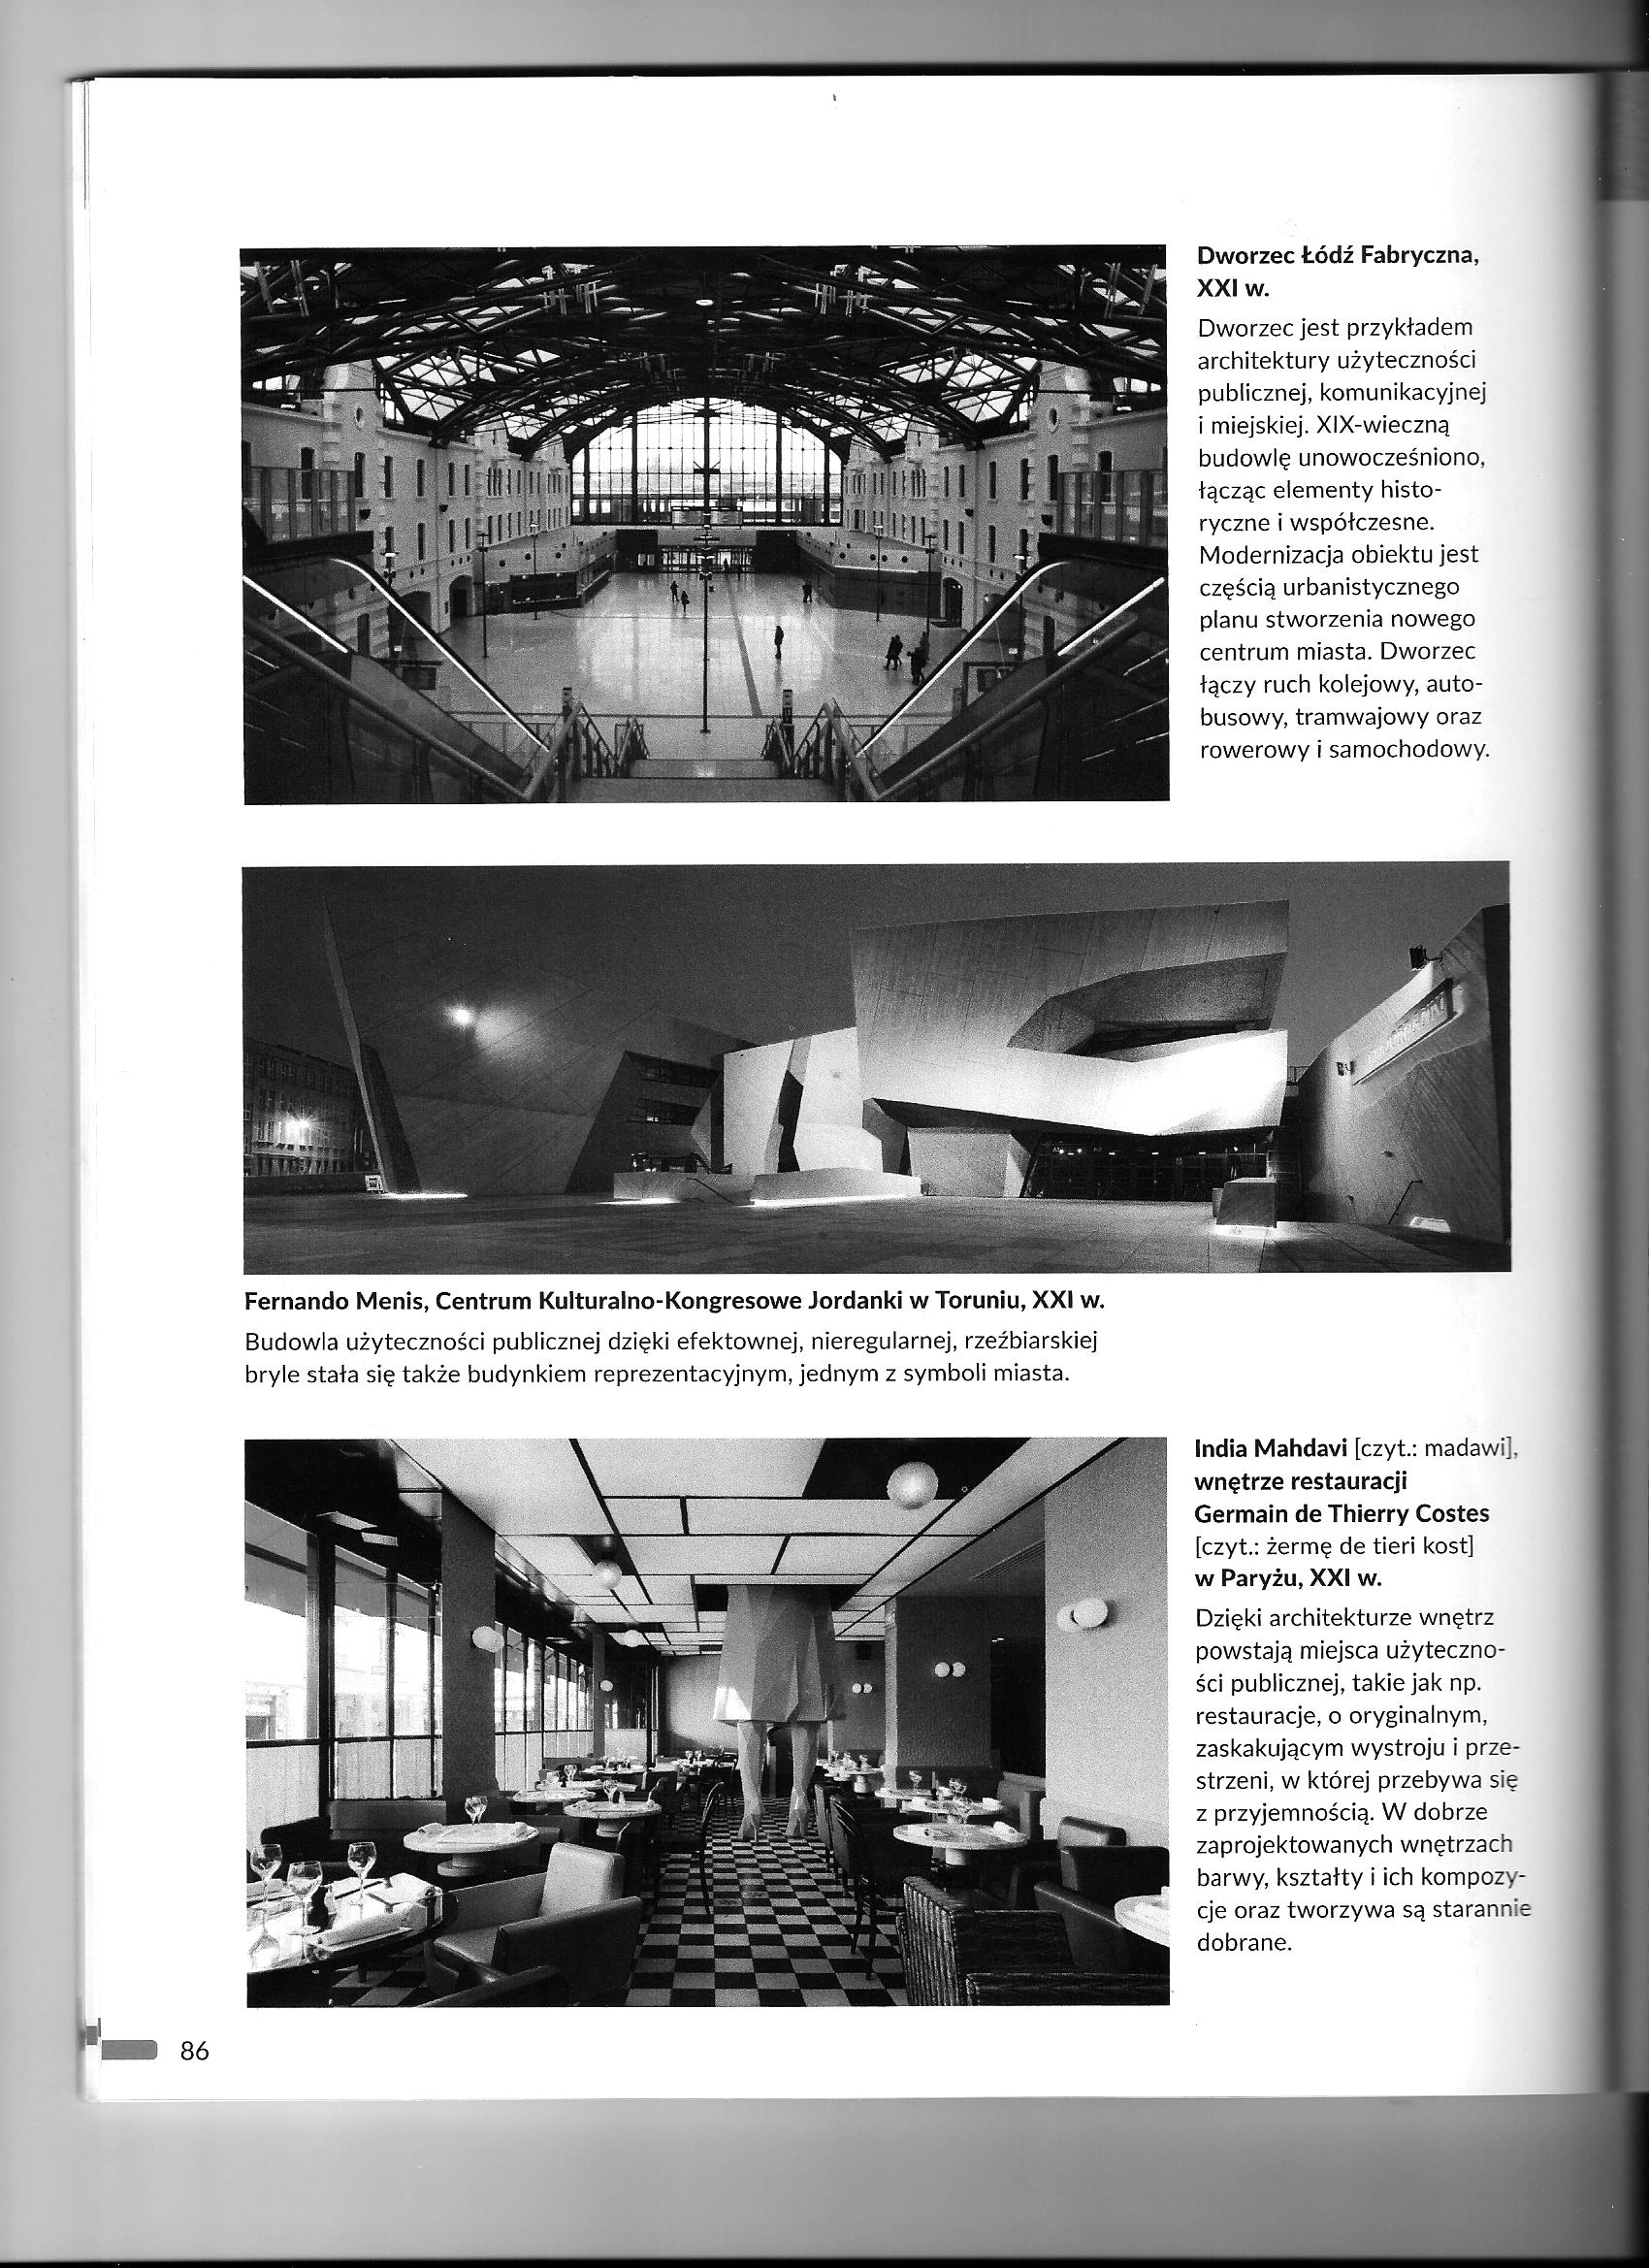 Dworzec Łódź Fabryczna,
XXI w.
Dworzec jest przykładem
architektury użyteczności
publicznej, komunikacyjnej
i miejskiej. XIX-wieczną
budowlę unowocześniono,
łącząc elementy histo-
ryczne i współczesne.
Modernizacja obiektu jest
częścią urbanistycznego
planu stworzenia nowego
centrum miasta. Dworzec
łączy ruch kolejowy, auto-
busowy, tramwajowy oraz
rowerowy i samochodowy.
Fernando Menis, Centrum Kulturalno-Kongresowe Jordanki w Toruniu, XXI w.
Budowla użyteczności publicznej dzięki efektownej, nieregularnej, rzeźbiarskiej
bryle stała się także budynkiem reprezentacyjnym, jednym z symboli miasta.
India Mahdavi [czyt.: madawi],
wnętrze restauracji
Germain de Thierry Costes
[czyt.: żermę de tieri kost]
w Paryżu, XXI w.
Dzięki architekturze wnętrz
powstają miejsca użyteczno-
ści publicznej, takie jak np.
restauracje, o oryginalnym,
zaskakującym wystroju i prze-
strzeni, w której przebywa się
z przyjemnością. W dobrze
zaprojektowanych wnętrzach
barwy, kształty i ich kompozy-
cje oraz tworzywa są starannie
dobrane.
86